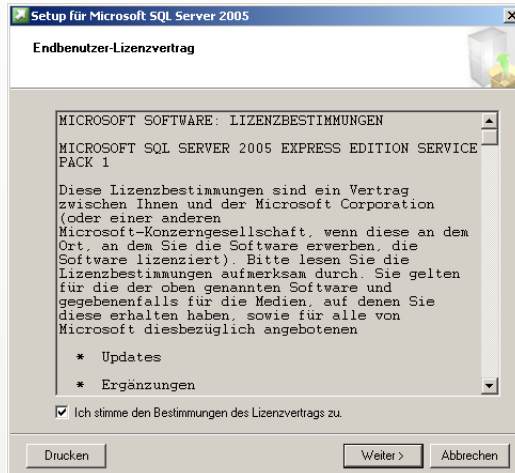 Setup für Microsoft SQL Server 2005
Endbenutzer-Lizenzvertrag
MICROSOFT SOFTWARE: LIZENZBESTIMMUNGEN
MICROSOFT SQL SERVER 2005 EXPRESS EDITION SERVICE
PACK 1
Diese Lizenzbestimmungen sind ein Vertrag
zwischen Ihnen und der Microsoft Corporation
(oder einer anderen
Microsoft-Konzerngesellschaft, wenn diese an dem
Ort, an dem Sie die Software erwerben, die
Software lizenziert). Bitte lesen Sie die
Lizenzbestimmungen aufmerksam durch. Sie gelten
für die der oben genannten Software und
gegebenenfalls für die Medien, auf denen Sie
diese erhalten haben, sowie für alle von
Microsoft diesbezüglich angebotenen
* Updates
* Ergänzungen
Ich stimme den Bestimmungen des Lizenzvertrags zu.
Drucken
Weiter >
Abbrechen